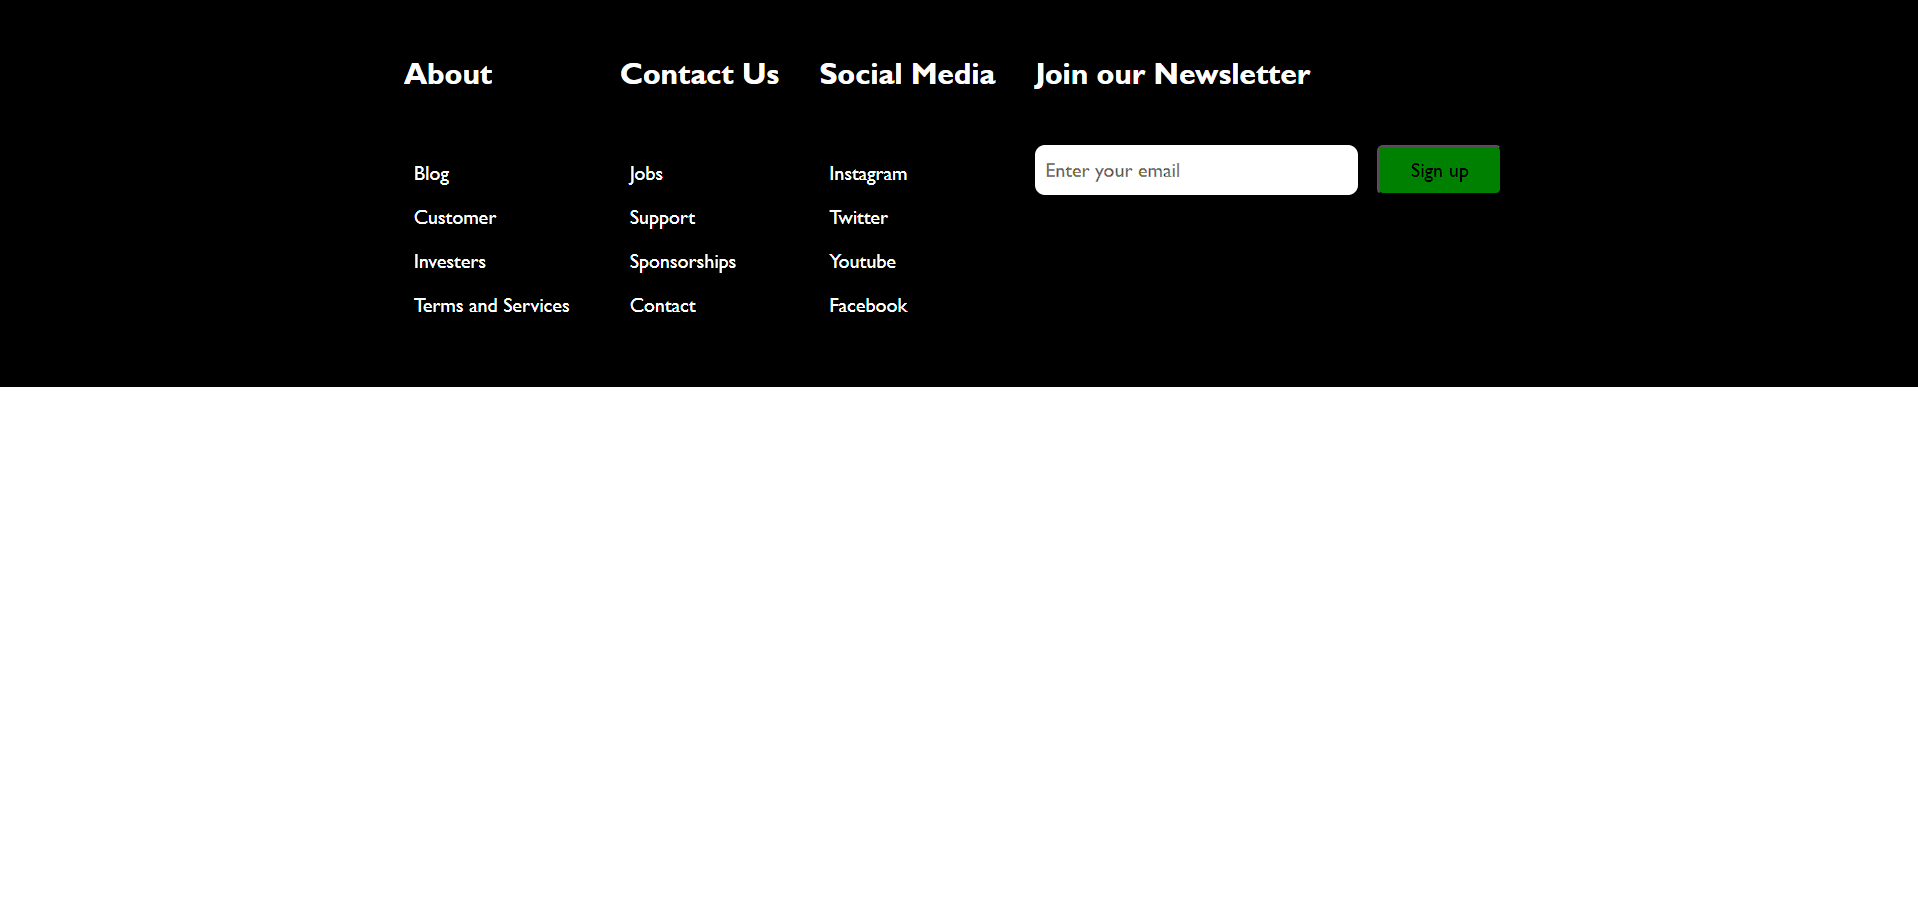 About
Blog
Customer
Investers
Terms and Services
Contact Us
Jobs
Support
Sponsorships
Contact
Social Media
Instagram
Twitter
Youtube
Facebook
Join our Newsletter
Enter your email
Sign up